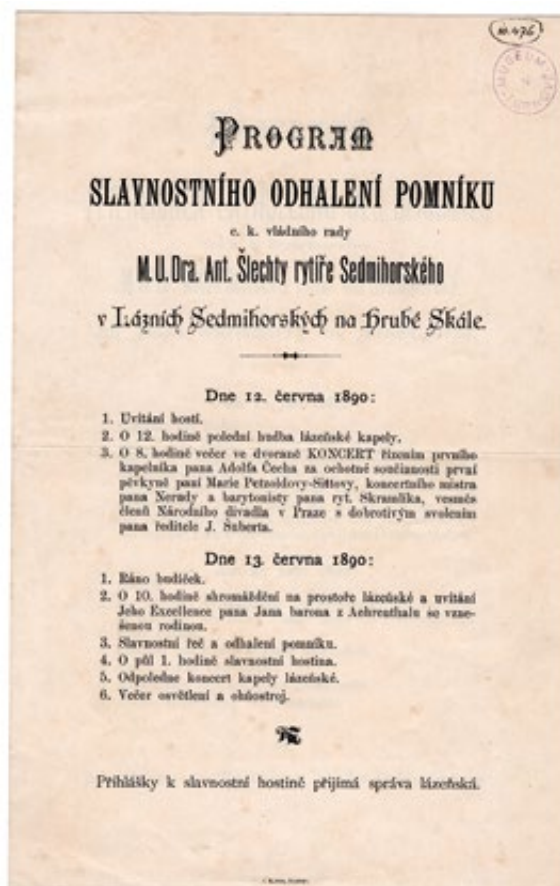 w.476
MUSEUM
PROGRAM
SLAVNOSTNÍHO ODHALENÍ POMNÍKU
c. k. vládního rady
M. U. Dra. Ant. Šlechty rytíře Sedmihorského
v Lázních Sedmihorských na Hrubé Skále.
Dne 12. června 1890:
1. Uvítání hostí.
2. O 12. hodině polední hudba lázeňské kapely.
3. O 8. hodině večer ve dvoraně KONCERT řízením prvního
kapelníka pana Adolfa Čecha za ochotné součinnosti první
pěvkyně paní Marie Petzoldovy-Sittovy, koncertního mistra
pana Nerudy a barytonisty pana ryt. Skramlíka, vesměs
členů Národního divadla v Praze s dobrotivým svolením
pana ředitele J. Šuberta.
Dne 13. června 1890:
1. Ráno budíček.
2. O 10. hodině shromáždění na prostoře lázeňské a uvítání
Jeho Excellence pana Jana barona z Aehrenthalu se vzne-
šenou rodinou.
3. Slavnostní řeč a odhalení pomníku.
4. O půl 1. hodině slavnostní hostina.
5. Odpoledne koncert kapely lázeňské.
6. Večer osvětlení a ohňostroj.
Přihlášky k slavnostní hostině přijímá správa lázeňská.